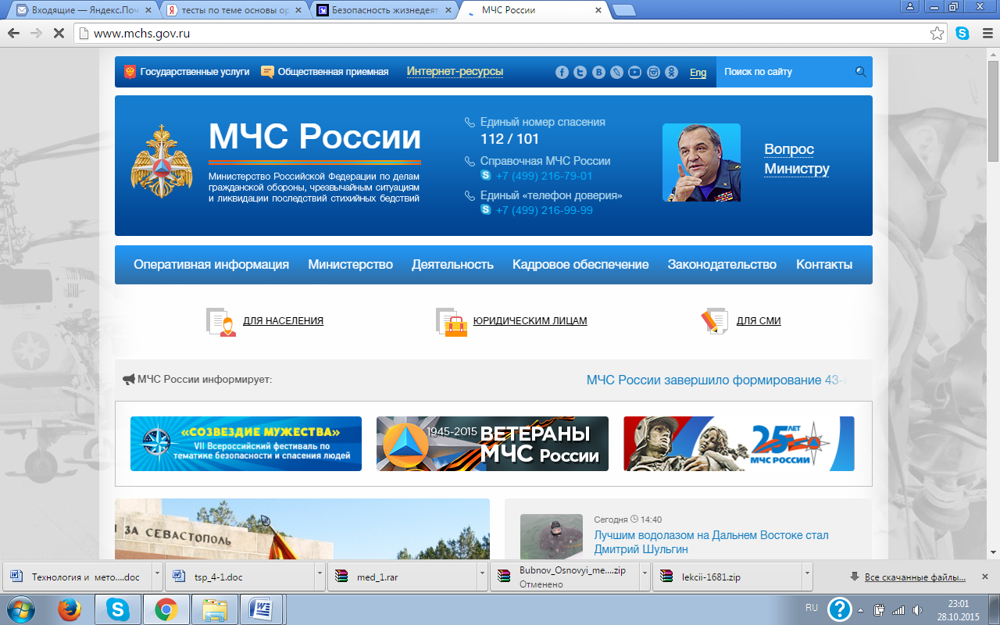 Входящие — Яндекс.Поч
тесты по теме основы ор
Безопасность жизнедеят
МЧС России
www.mchs.gov.ru
Государственные услуги
Общественная приемная
Интернет-ресурсы
Eng
Поиск по сайту
МЧС России
Министерство Российской Федерации по делам
гражданской обороны, чрезвычайным ситуациям
и ликвидации последствий стихийных бедствий
Единый номер спасения
112 / 101
Справочная МЧС России
+7 (499) 216-79-01
Единый «телефон доверия»
+7 (499) 216-99-99
Вопрос
Министру
Оперативная информация
Министерство
Деятельность
Кадровое обеспечение
Законодательство
Контакты
ДЛЯ НАСЕЛЕНИЯ
ЮРИДИЧЕСКИМ ЛИЦАМ
ДЛЯ СМИ
МЧС России информирует:
МЧС России завершило формирование 43-
«СОЗВЕЗДИЕ МУЖЕСТВА»
VII Всероссийский фестиваль по
тематике безопасности и спасения людей
1945-2015 ВЕТЕРАНЫ
МЧС России
25 ЛЕТ
МЧС РОССИИ
ЗА СЕВАСТОПОЛЬ
Сегодня 14:40
Лучшим водолазом на Дальнем Востоке стал
Дмитрий Шульгин
Технология и мето....doc
tsp_4-1.doc
med_1.rar
Bubnov_Osnovyi_me....zip
Отменено
lekcii-1681.zip
Все скачанные файлы...
RU
23:01
28.10.2015